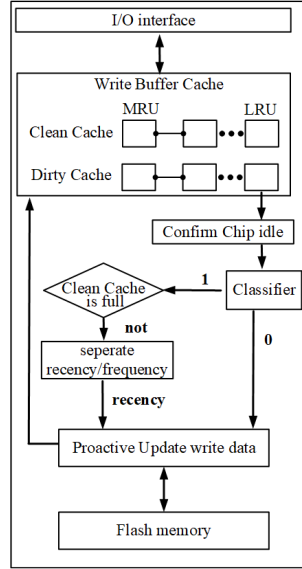 I/O interface
Write Buffer Cache
MRU LRU
Clean Cache
Dirty Cache
Confirm Chip idle
Clean Cache
is full
1
Classifier
not
0
seperate
recency/frequency
recency
Proactive Update write data
Flash memory